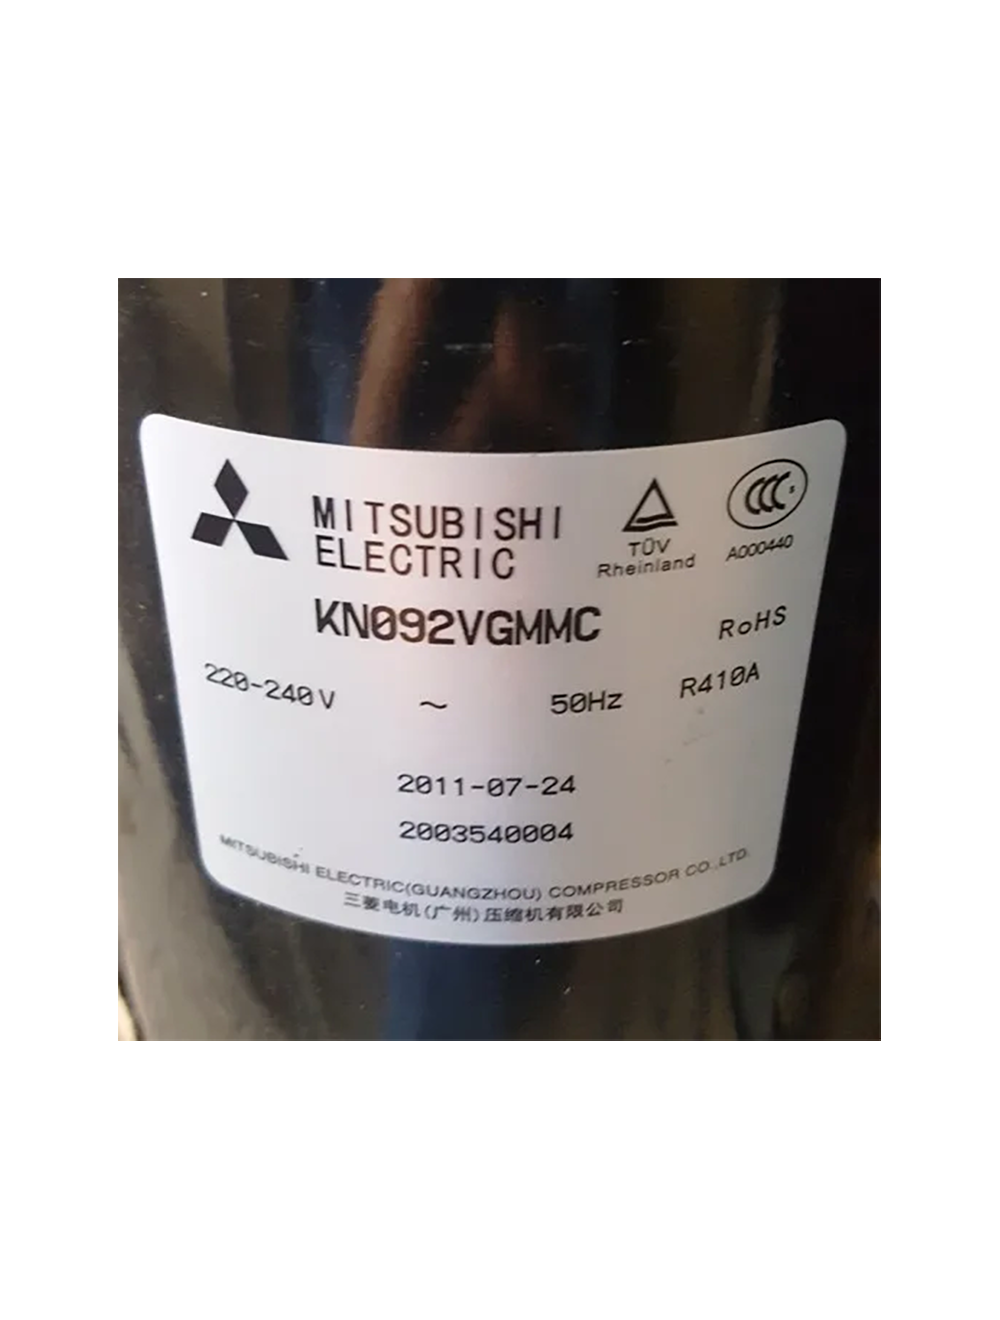 MITSUBISHI
ELECTRIC
TÜV
Rheinland
CCC S
A000440
KN092VGMMC
RoHS
220-240V ~ 50Hz R410A
2011-07-24
2003540004
MITSUBISHI ELECTRIC(GUANGZHOU) COMPRESSOR CO.,LTD.
三菱电机(广州)压缩机有限公司